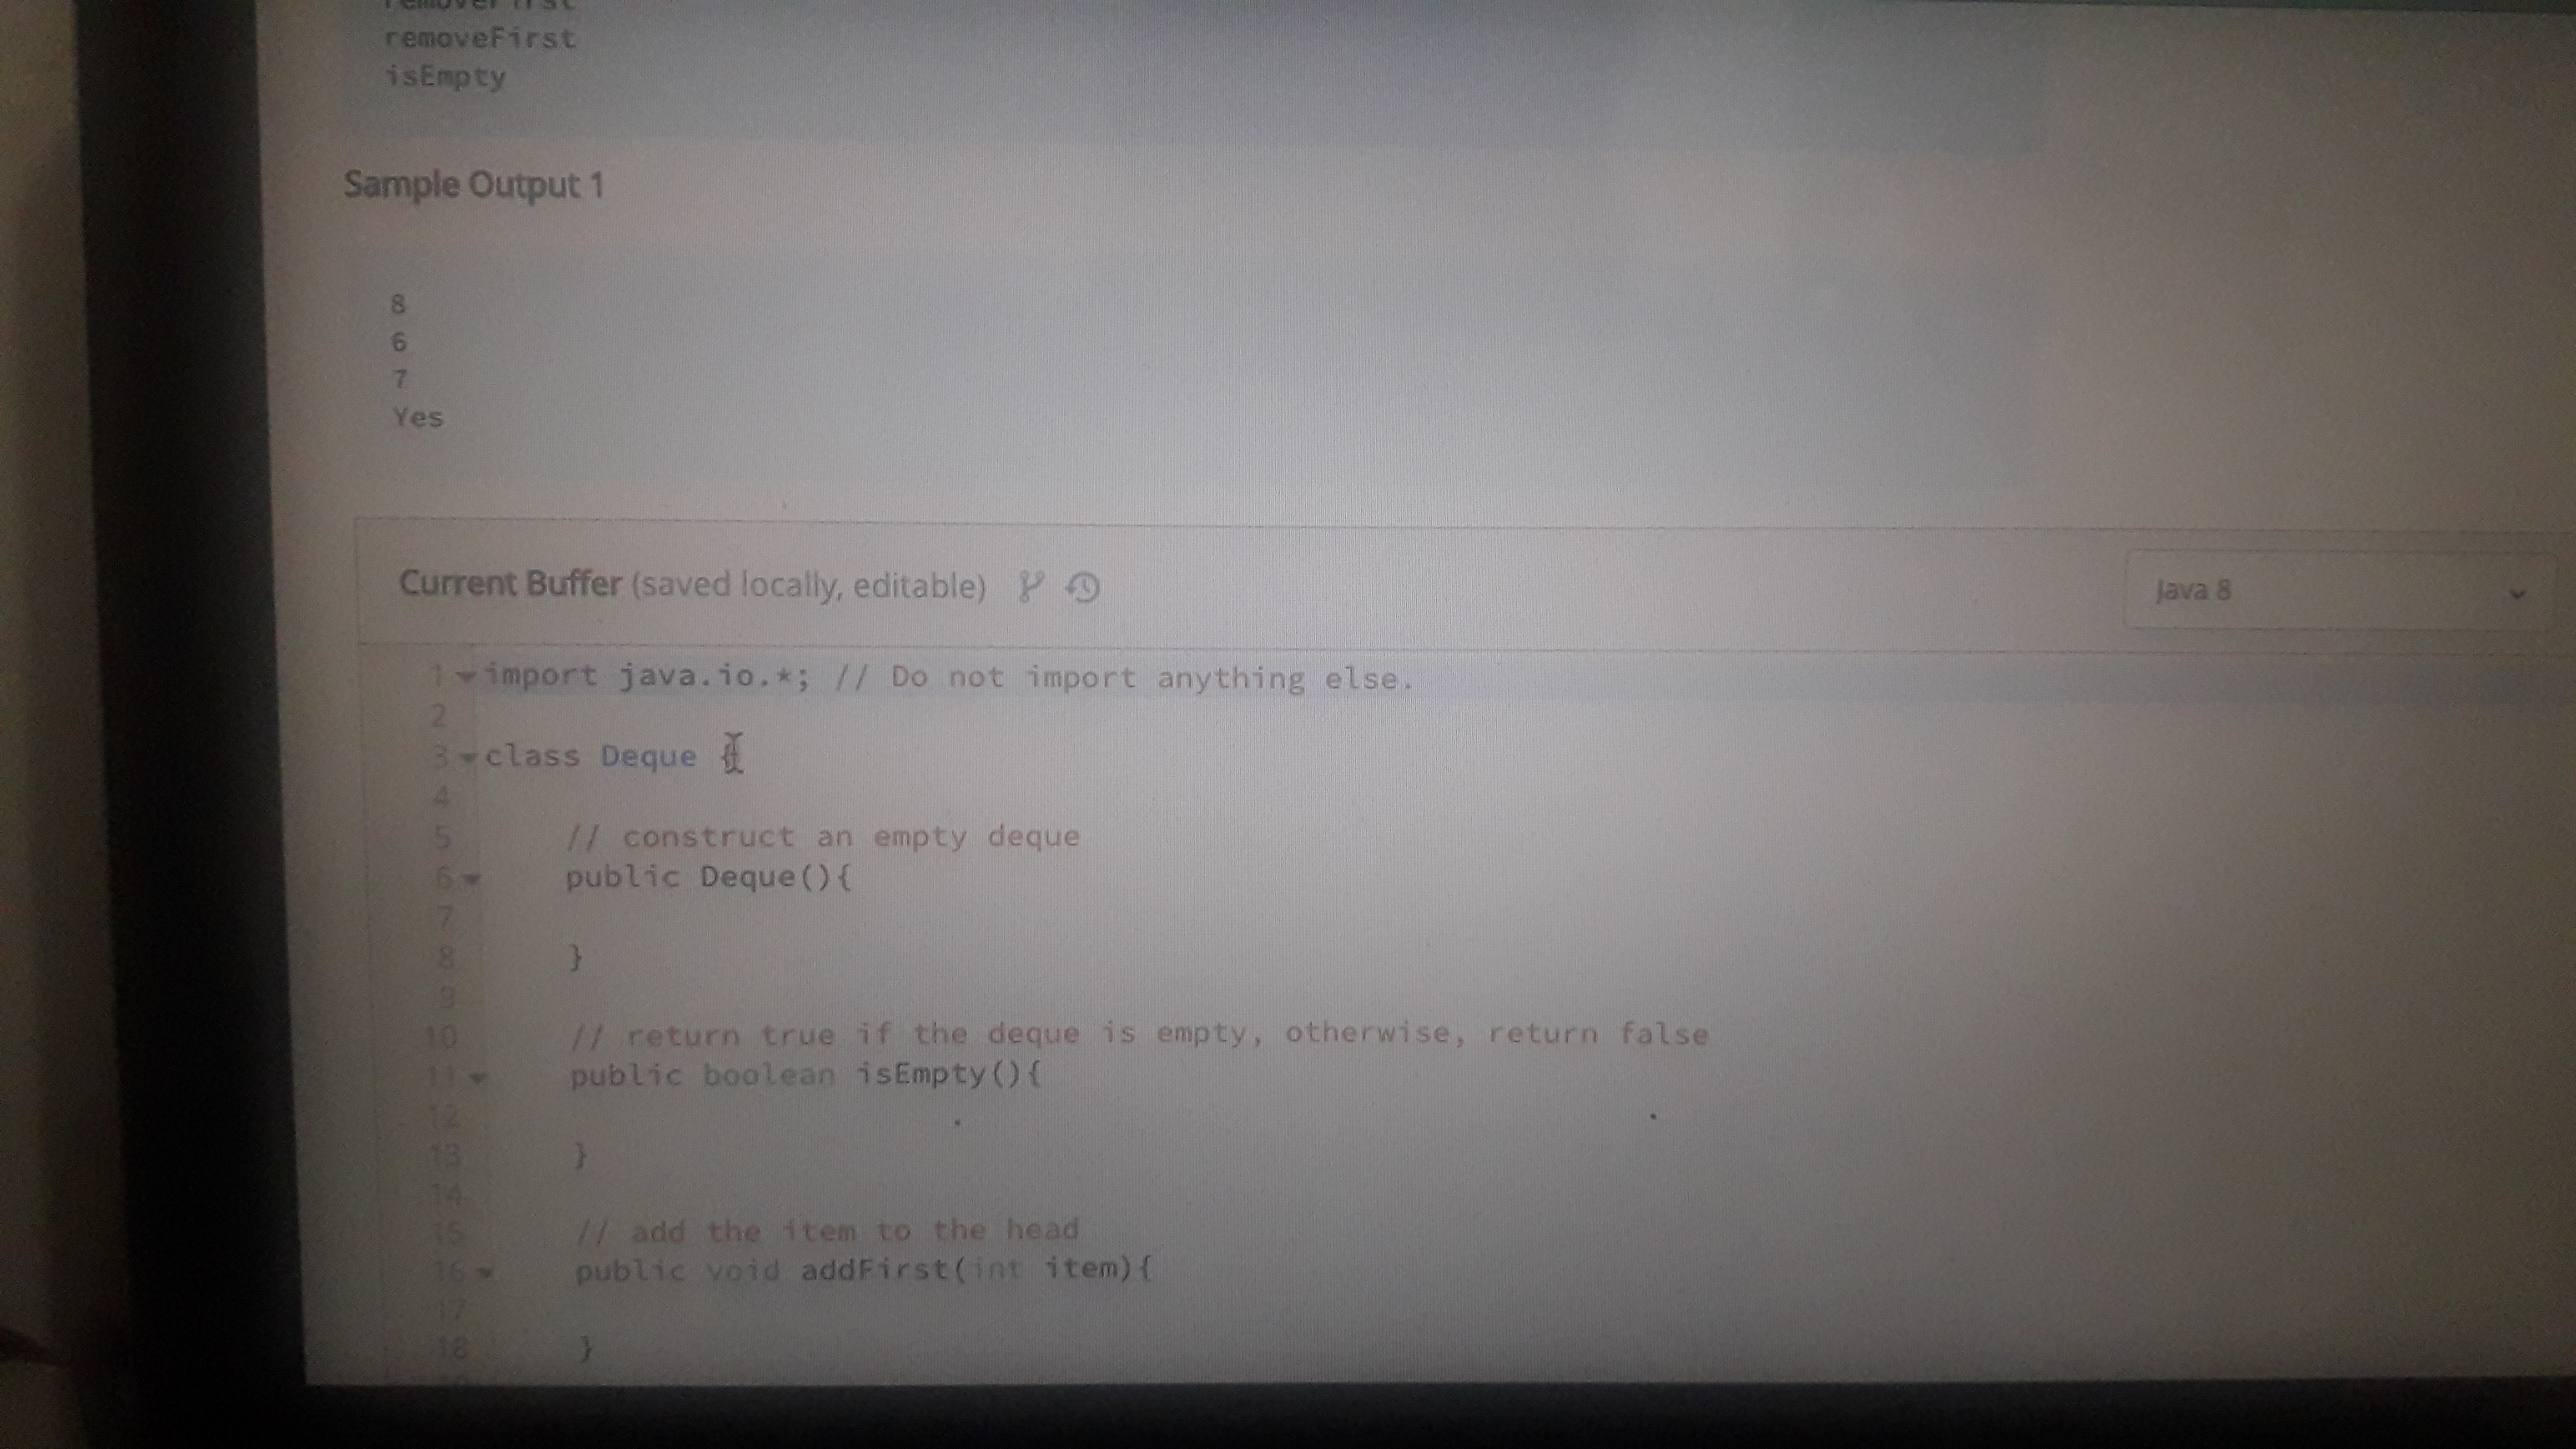 removeFirst
removeFirst
isEmpty
Sample Output 1
8
6
7
Yes
Current Buffer (saved locally, editable)
Java 8
1 import java.io.*; // Do not import anything else.
2
3 class Deque {
4
5 // construct an empty deque
6 public Deque(){
7
8 }
9
10 // return true if the deque is empty, otherwise, return false
11 public boolean isEmpty(){
12
13 }
14
15 // add the item to the head
16 public void addFirst(int item){
17
18 }